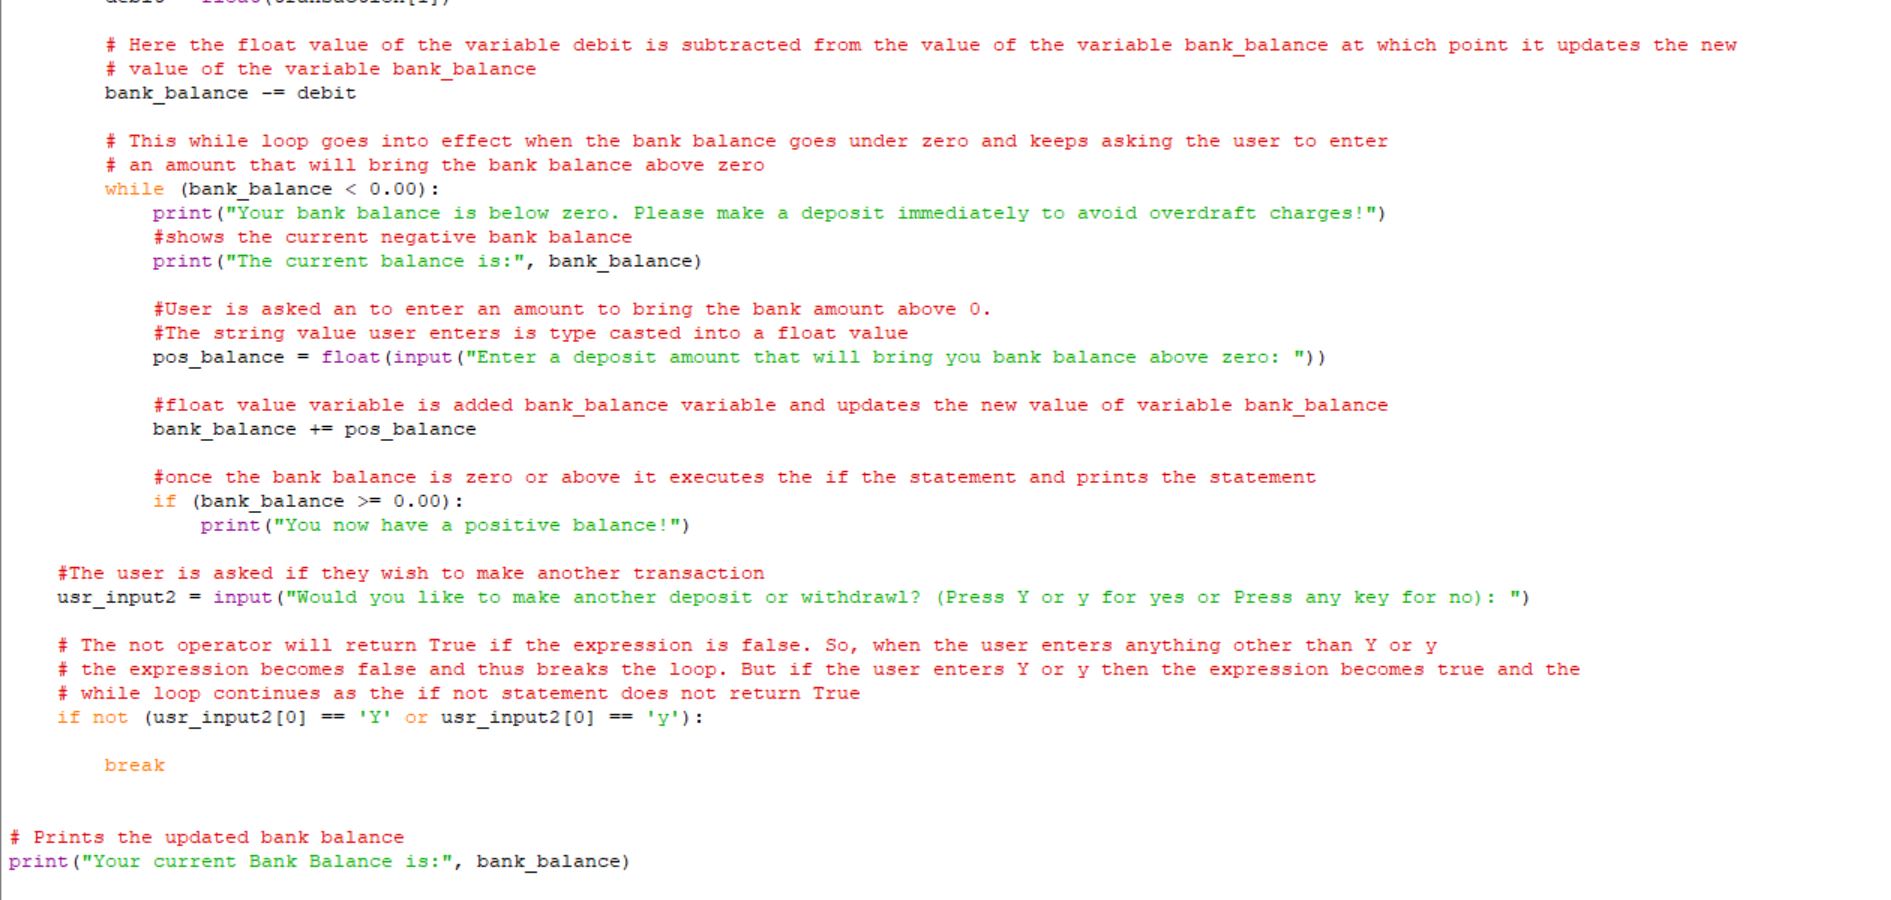 debit = float(transaction[1])
# Here the float value of the variable debit is subtracted from the value of the variable bank_balance at which point it updates the new
# value of the variable bank_balance
bank_balance -= debit
# This while loop goes into effect when the bank balance goes under zero and keeps asking the user to enter
# an amount that will bring the bank balance above zero
while (bank_balance < 0.00):
print("Your bank balance is below zero. Please make a deposit immediately to avoid overdraft charges!")
#shows the current negative bank balance
print("The current balance is:", bank_balance)
#User is asked an to enter an amount to bring the bank amount above 0.
#The string value user enters is type casted into a float value
pos_balance = float(input("Enter a deposit amount that will bring you bank balance above zero: "))
#float value variable is added bank_balance variable and updates the new value of variable bank_balance
bank_balance += pos_balance
#once the bank balance is zero or above it executes the if the statement and prints the statement
if (bank_balance >= 0.00):
print("You now have a positive balance!")
#The user is asked if they wish to make another transaction
usr_input2 = input("Would you like to make another deposit or withdrawl? (Press Y or y for yes or Press any key for no): ")
# The not operator will return True if the expression is false. So, when the user enters anything other than Y or y
# the expression becomes false and thus breaks the loop. But if the user enters Y or y then the expression becomes true and the
# while loop continues as the if not statement does not return True
if not (usr_input2[0] == 'Y' or usr_input2[0] == 'y'):
break
# Prints the updated bank balance
print("Your current Bank Balance is:", bank_balance)